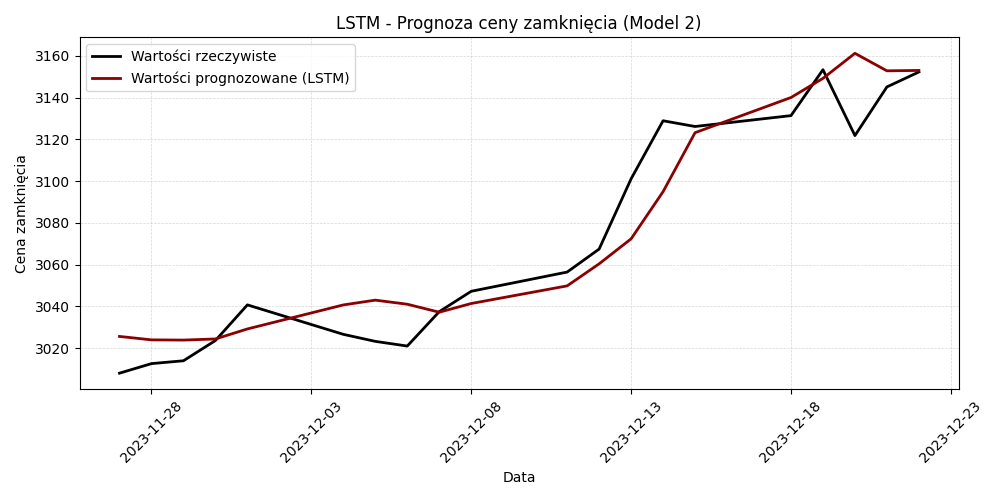 LSTM - Prognoza ceny zamknięcia (Model 2)
Wartości rzeczywiste
Wartości prognozowane (LSTM)
Cena zamknięcia
3160
3140
3120
3100
3080
3060
3040
3020
2023-11-28
2023-12-03
2023-12-08
2023-12-13
2023-12-18
2023-12-23
Data